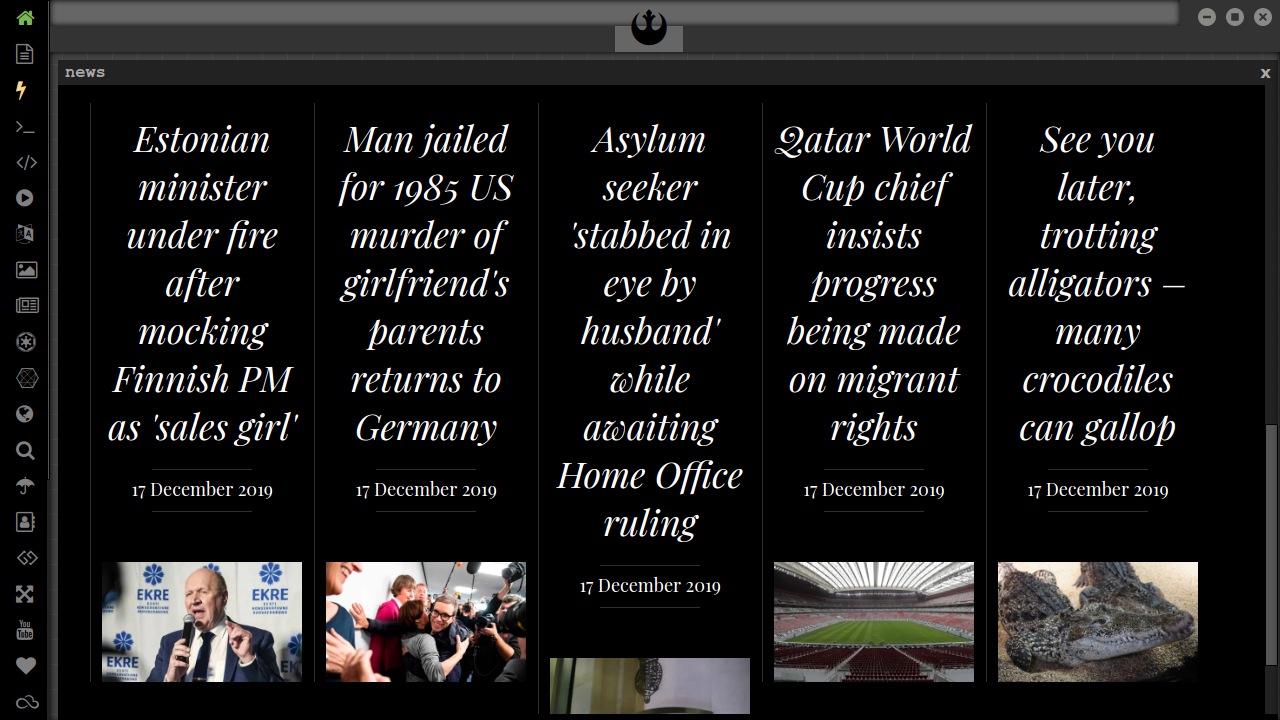 news
x
Estonian
minister
under fire
after
mocking
Finnish PM
as 'sales girl'
17 December 2019
EKRE
EKRE
EKRE
Man jailed
for 1985 US
murder of
girlfriend's
parents
returns to
Germany
17 December 2019
Asylum
seeker
'stabbed in
eye by
husband'
while
awaiting
Home Office
ruling
17 December 2019
Qatar World
Cup chief
insists
progress
being made
on migrant
rights
17 December 2019
See you
later,
trotting
alligators —
many
crocodiles
can gallop
17 December 2019
You
Tube